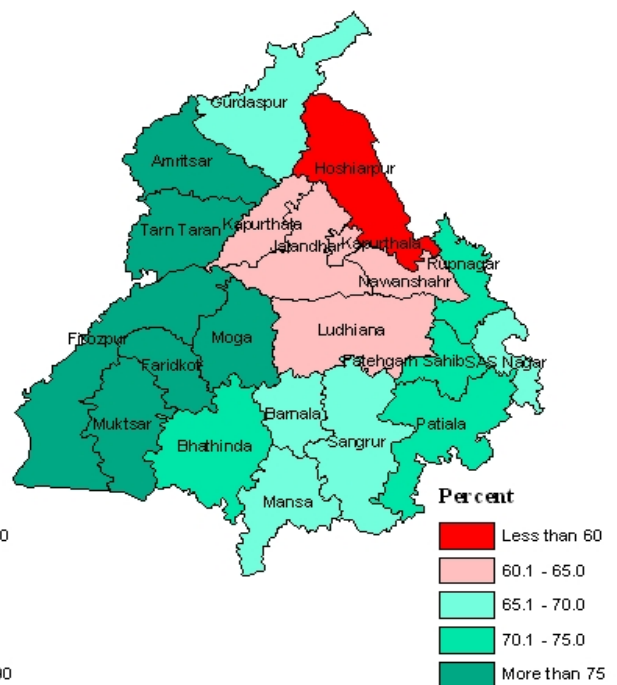 Gurdaspur
Amritsar
Hoshiarpur
Tarn Taran
Kapurthala
Jalandhar
Kapurthala
Rupnagar
Nawanshahr
Firozpur
Moga
Ludhiana
Faridkot
Fatehgarh Sahib
SAS Nagar
Muktsar
Barnala
Bhathinda
Sangrur
Patiala
Mansa
Percent
Less than 60
60.1 - 65.0
65.1 - 70.0
70.1 - 75.0
More than 75